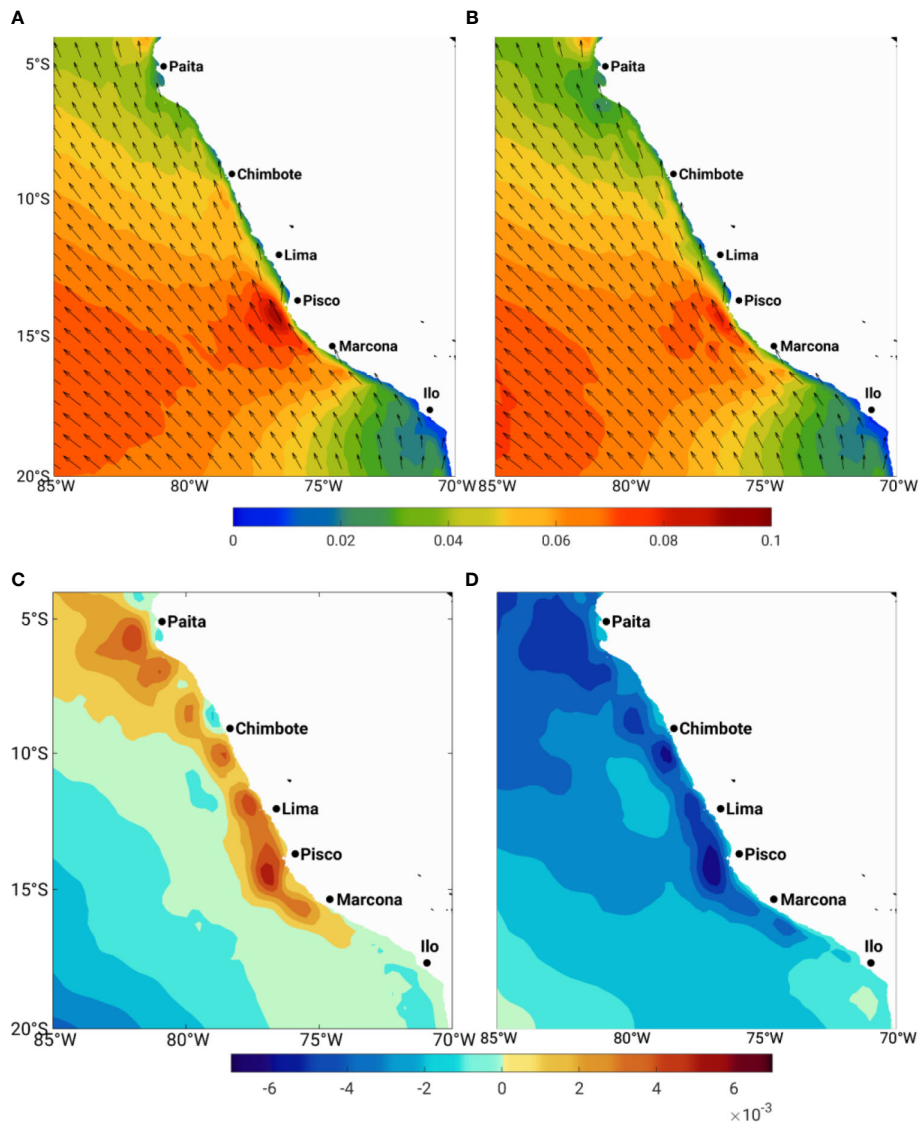 A
B
5°S
Paita
Paita
Chimbote
Chimbote
10°S
Lima
Lima
Pisco
Pisco
15°S
Marcona
Marcona
Ilo
Ilo
20°S
85°W 80°W 75°W 70°W
85°W 80°W 75°W 70°W
0 0.02 0.04 0.06 0.08 0.1
C
D
5°S
Paita
Paita
Chimbote
Chimbote
10°S
Lima
Lima
Pisco
Pisco
15°S
Marcona
Marcona
Ilo
Ilo
20°S
85°W 80°W 75°W 70°W
85°W 80°W 75°W 70°W
-6 -4 -2 0 2 4 6
×10⁻³